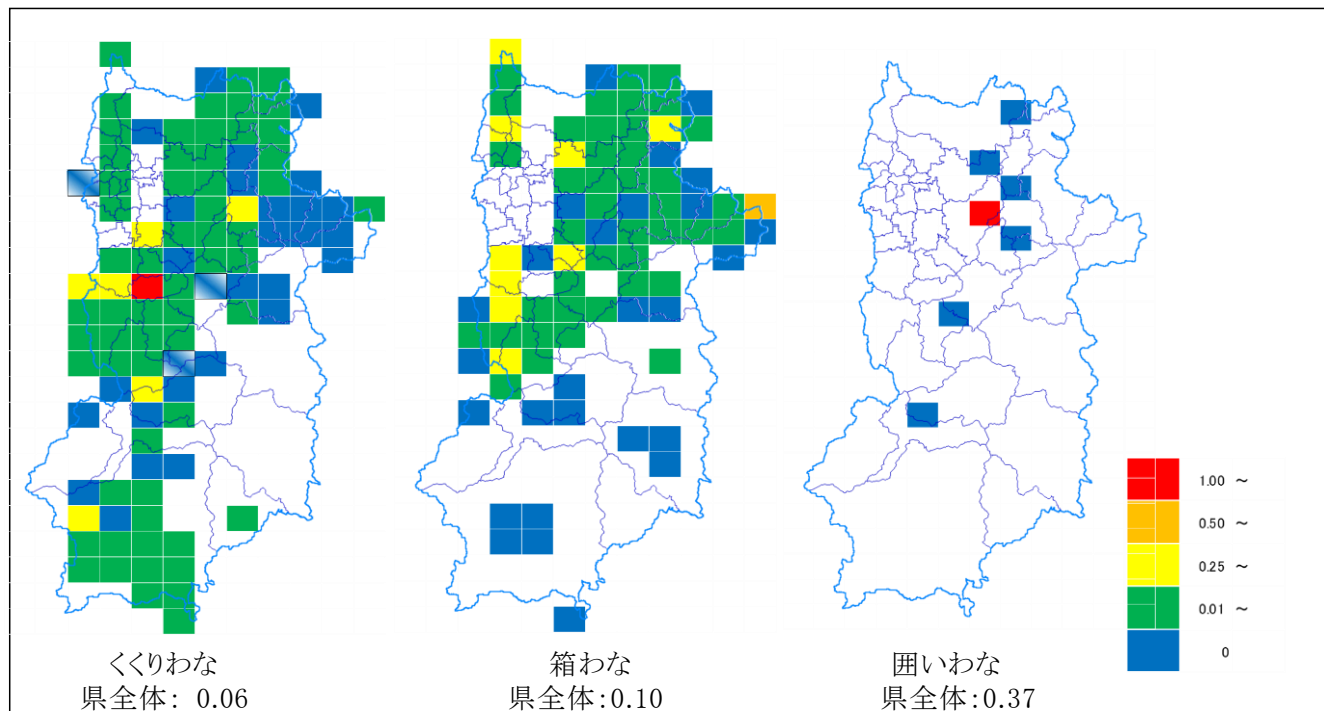 1.00 ～
0.50 ～
0.25 ～
0.01 ～
0
くくりわな
県全体： 0.06
箱わな
県全体：0.10
囲いわな
県全体：0.37